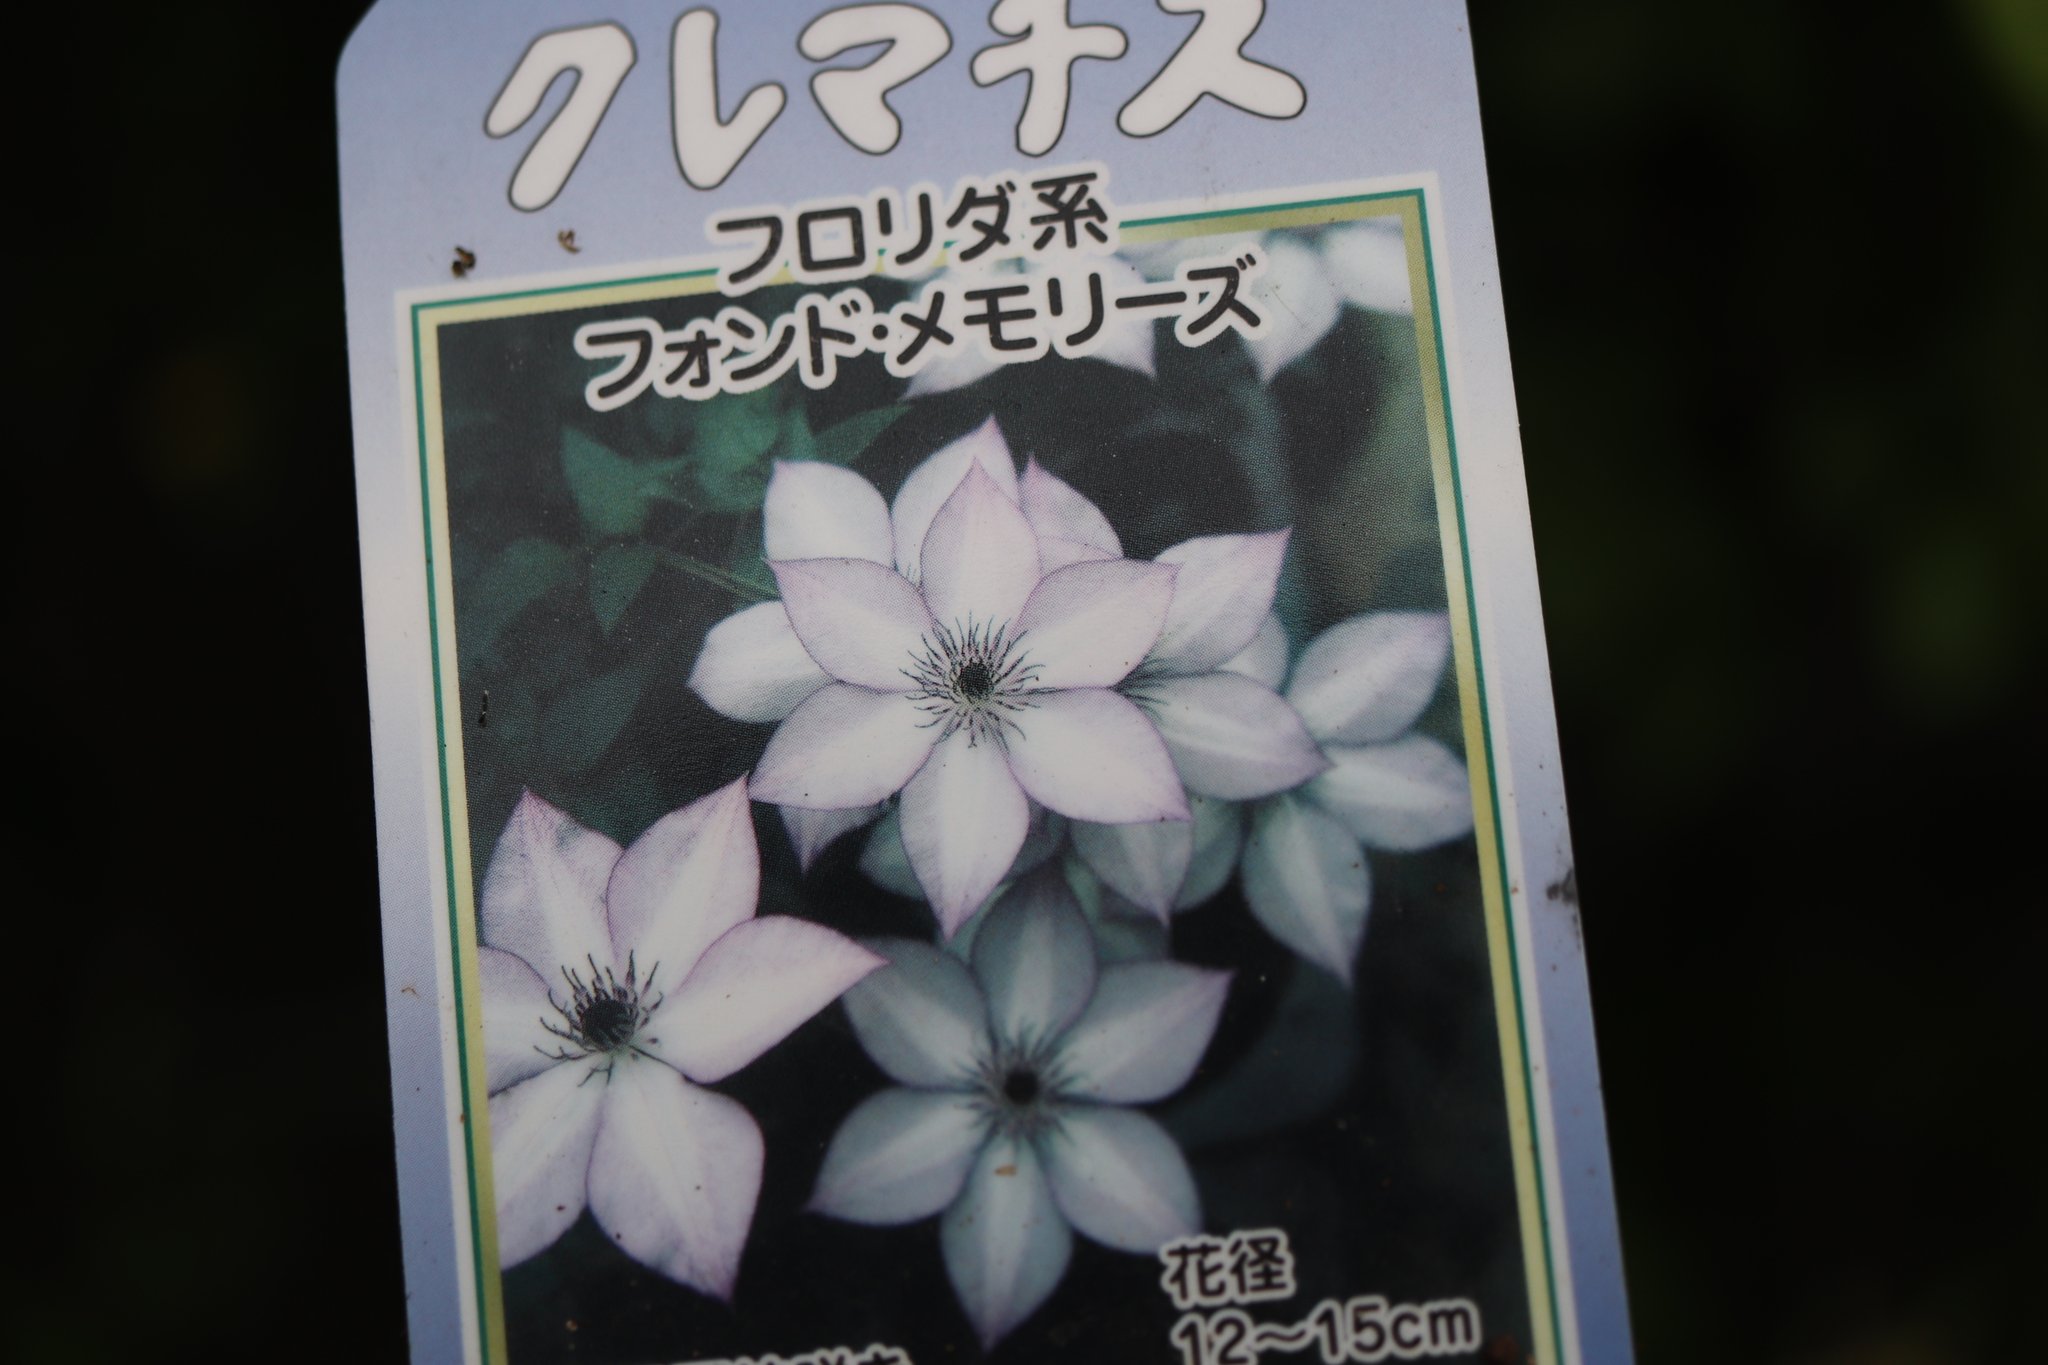 クレマチス
フロリダ系
フォンド・メモリーズ
花径
12～15cm